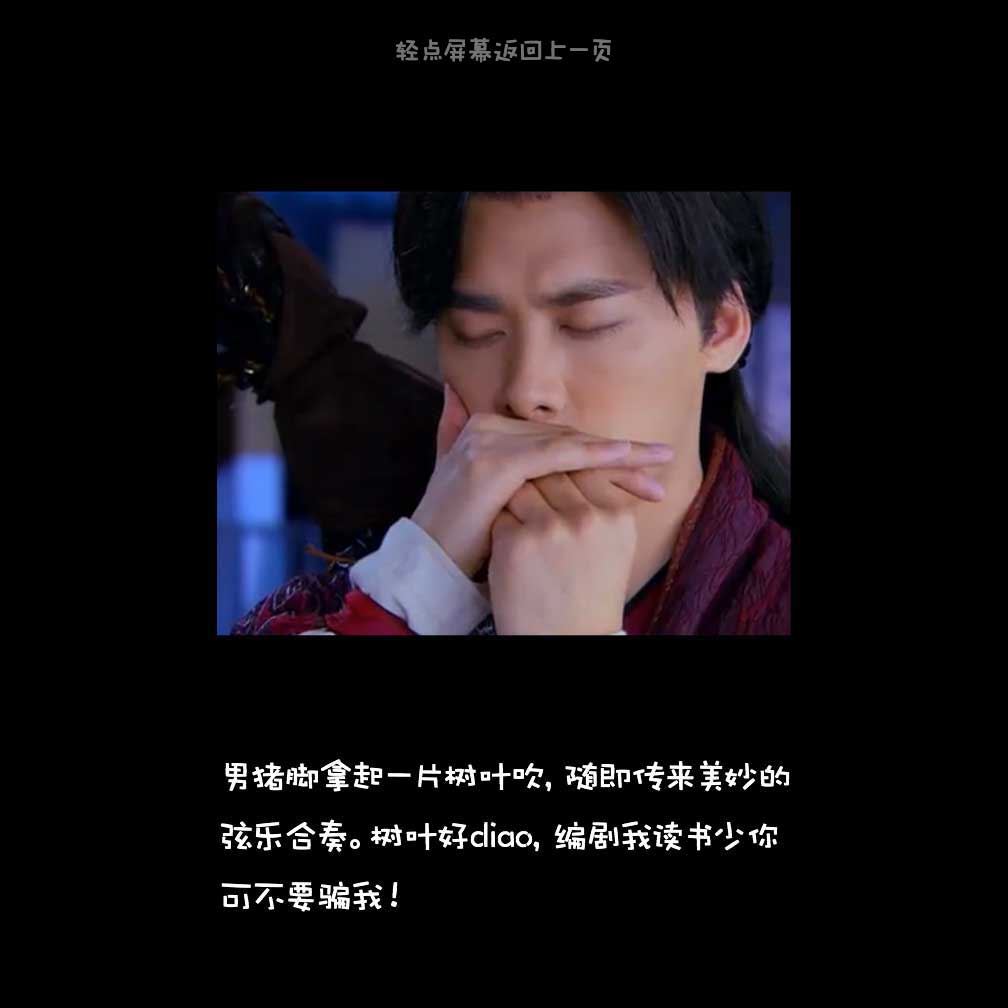 轻点屏幕返回上一页
男猪脚拿起一片树叶吹，随即传来美妙的
弦乐合奏。树叶好diao，编剧我读书少你
可不要骗我！